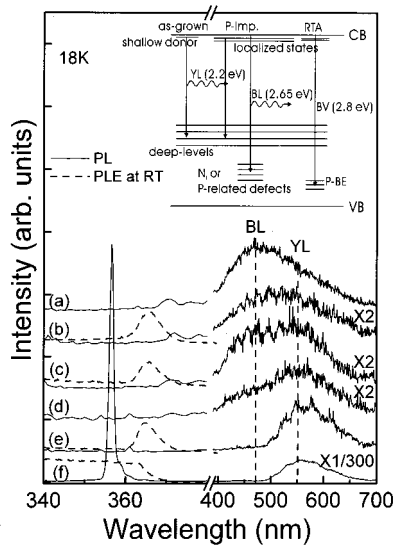 as-grown P-Imp. RTA
CB
shallow donor localized states
18K
YL (2.2 eV)
BL (2.65 eV)
BV (2.8 eV)
deep-levels
N_I or
P-related defects
P-BE
VB
PL
PLE at RT
BL
YL
(a)
X2
(b)
X2
(c)
X2
(d)
(e)
X1/300
(f)
340 360 400 500 600 700
Wavelength (nm)
Intensity (arb. units)